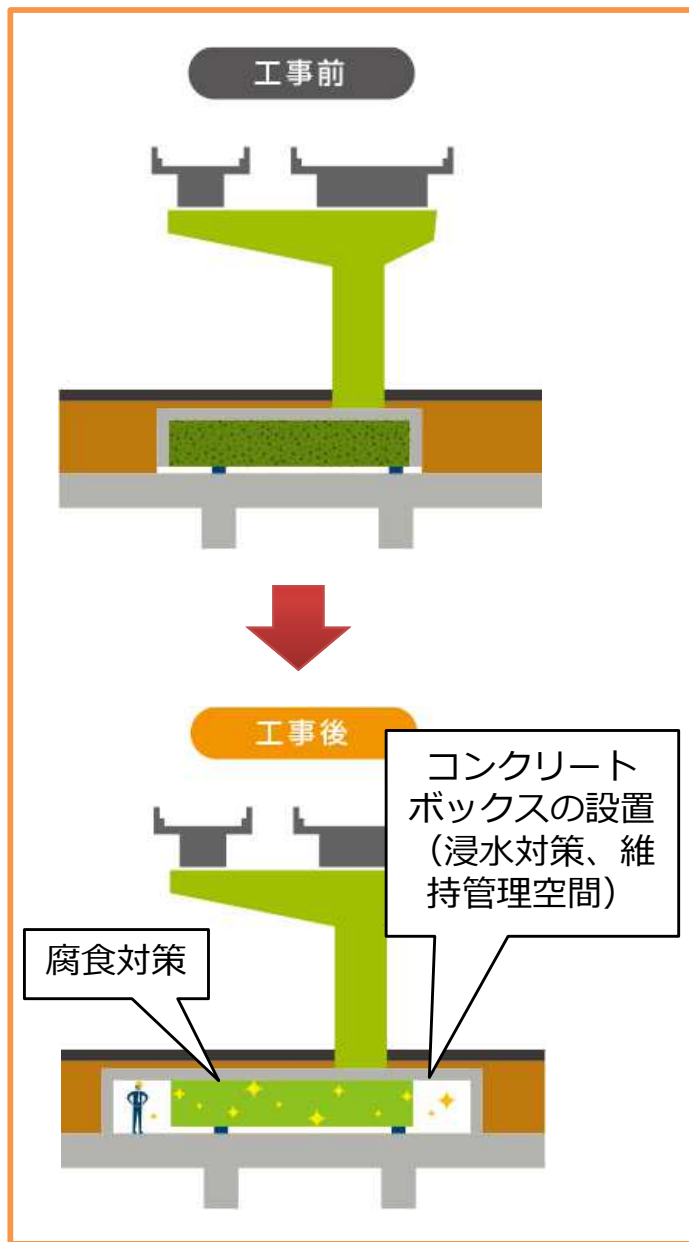 工事前
工事後
コンクリート
ボックスの設置
（浸水対策、維
持管理空間）
腐食対策